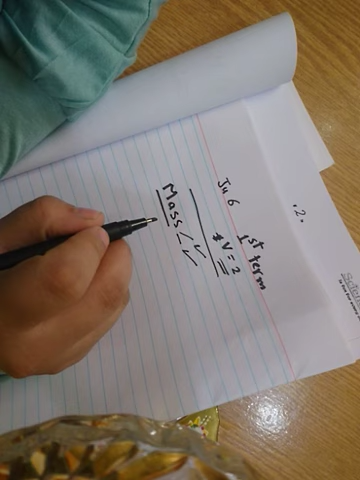 .2.
1st term
Ju 6
# V = 2
Mass <